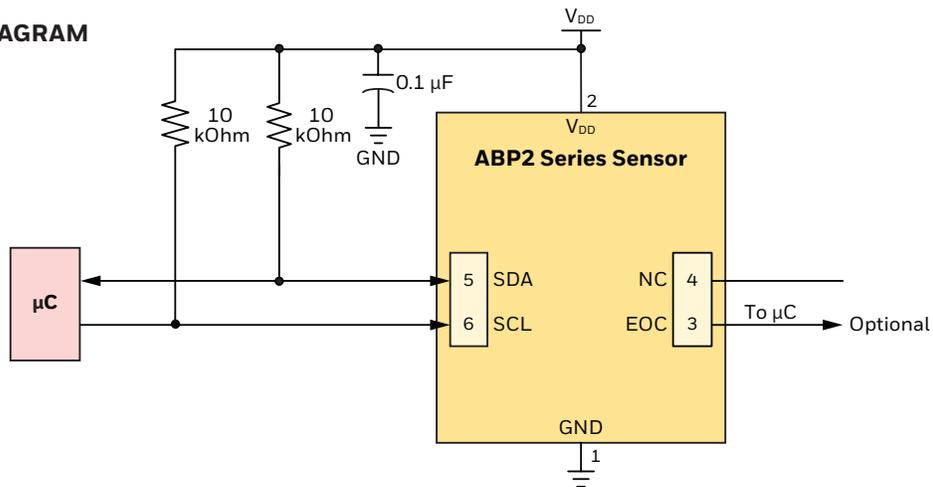 AGRAM
VDD
0.1 µF
10
kOhm
10
kOhm
GND
2
VDD
ABP2 Series Sensor
µC
5 SDA
6 SCL
NC 4
EOC 3
To µC
Optional
GND
1